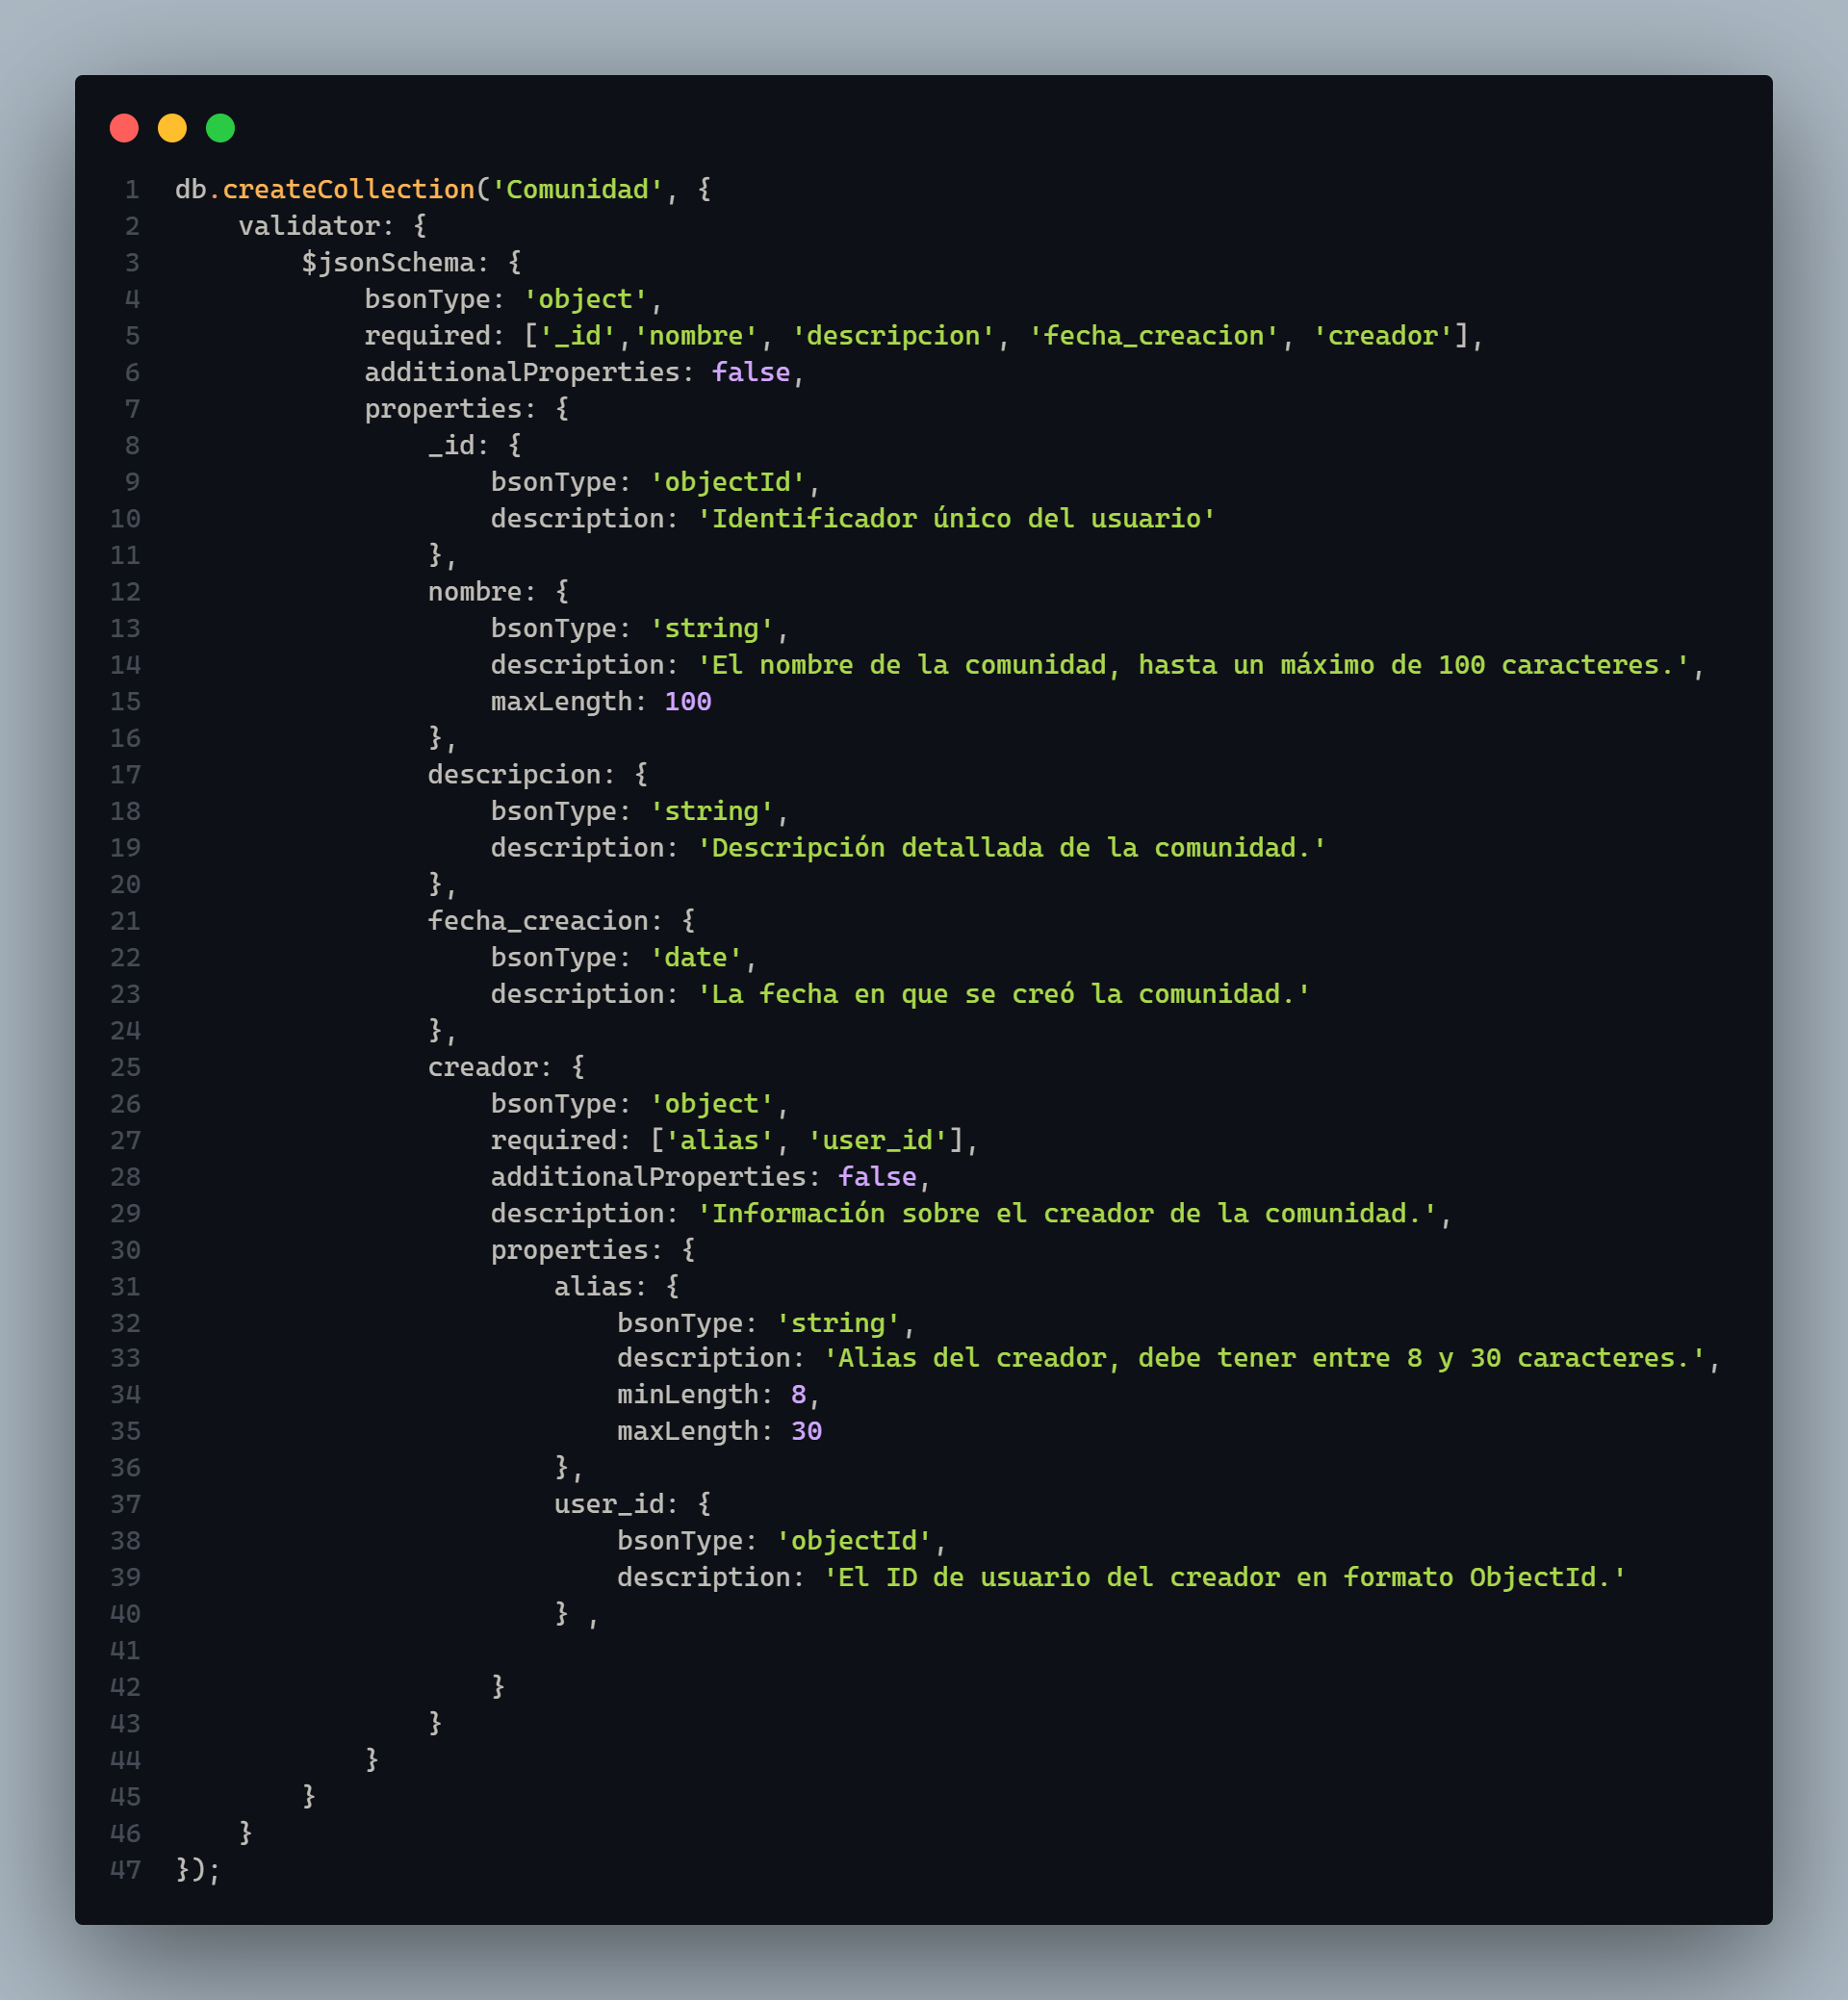 1 db.createCollection('Comunidad', {
2     validator: {
3         $jsonSchema: {
4             bsonType: 'object',
5             required: ['_id','nombre', 'descripcion', 'fecha_creacion', 'creador'],
6             additionalProperties: false,
7             properties: {
8                 _id: {
9                     bsonType: 'objectId',
10                     description: 'Identificador único del usuario'
11                 },
12                 nombre: {
13                     bsonType: 'string',
14                     description: 'El nombre de la comunidad, hasta un máximo de 100 caracteres.',
15                     maxLength: 100
16                 },
17                 descripcion: {
18                     bsonType: 'string',
19                     description: 'Descripción detallada de la comunidad.'
20                 },
21                 fecha_creacion: {
22                     bsonType: 'date',
23                     description: 'La fecha en que se creó la comunidad.'
24                 },
25                 creador: {
26                     bsonType: 'object',
27                     required: ['alias', 'user_id'],
28                     additionalProperties: false,
29                     description: 'Información sobre el creador de la comunidad.',
30                     properties: {
31                         alias: {
32                             bsonType: 'string',
33                             description: 'Alias del creador, debe tener entre 8 y 30 caracteres.',
34                             minLength: 8,
35                             maxLength: 30
36                         },
37                         user_id: {
38                             bsonType: 'objectId',
39                             description: 'El ID de usuario del creador en formato ObjectId.'
40                         } ,
41
42                     }
43                 }
44             }
45         }
46     }
47 });